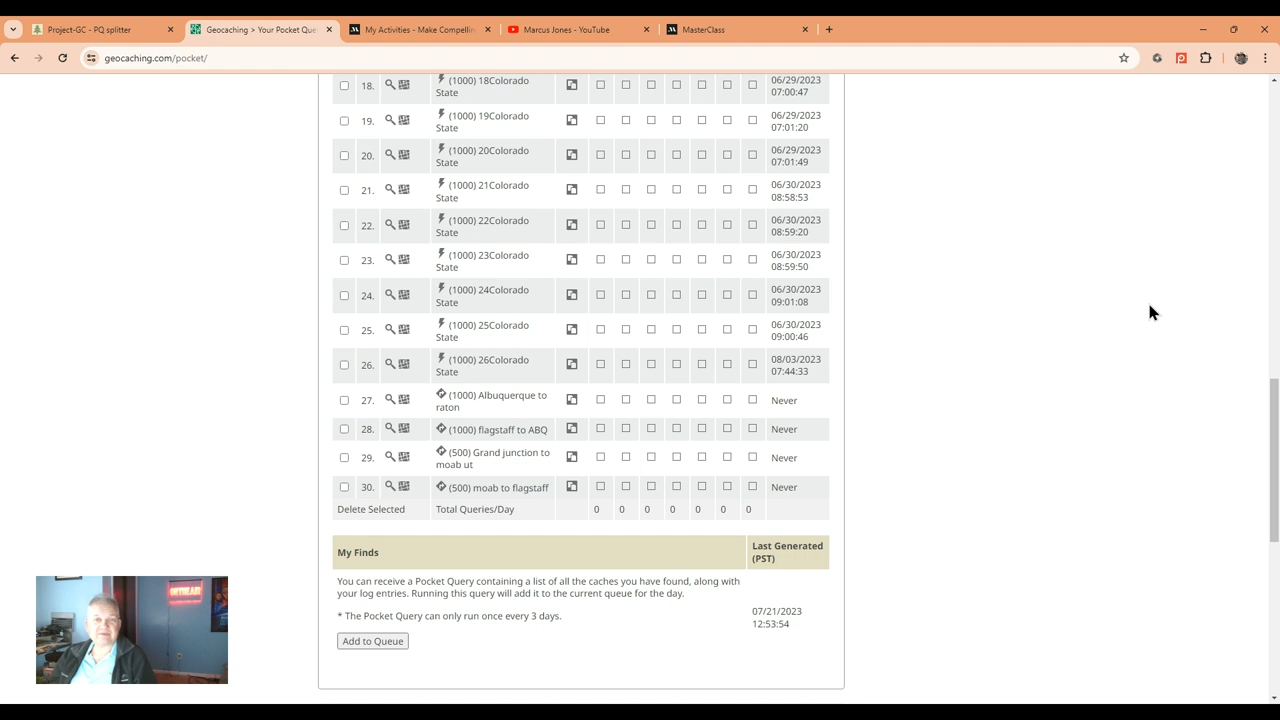 Project-GC - PQ splitter
Geocaching > Your Pocket Que
My Activities - Make Compellin
Marcus Jones - YouTube
MasterClass
geocaching.com/pocket/
18. (1000) 18Colorado State 06/29/2023 07:00:47
19. (1000) 19Colorado State 06/29/2023 07:01:20
20. (1000) 20Colorado State 06/29/2023 07:01:49
21. (1000) 21Colorado State 06/30/2023 08:58:53
22. (1000) 22Colorado State 06/30/2023 08:59:20
23. (1000) 23Colorado State 06/30/2023 08:59:50
24. (1000) 24Colorado State 06/30/2023 09:01:08
25. (1000) 25Colorado State 06/30/2023 09:00:46
26. (1000) 26Colorado State 08/03/2023 07:44:33
27. (1000) Albuquerque to raton Never
28. (1000) flagstaff to ABQ Never
29. (500) Grand junction to moab ut Never
30. (500) moab to flagstaff Never
Delete Selected Total Queries/Day 0 0 0 0 0 0 0
My Finds
Last Generated
(PST)
You can receive a Pocket Query containing a list of all the caches you have found, along with
your log entries. Running this query will add it to the current queue for the day.
* The Pocket Query can only run once every 3 days.
07/21/2023
12:53:54
Add to Queue
ON THE AIR